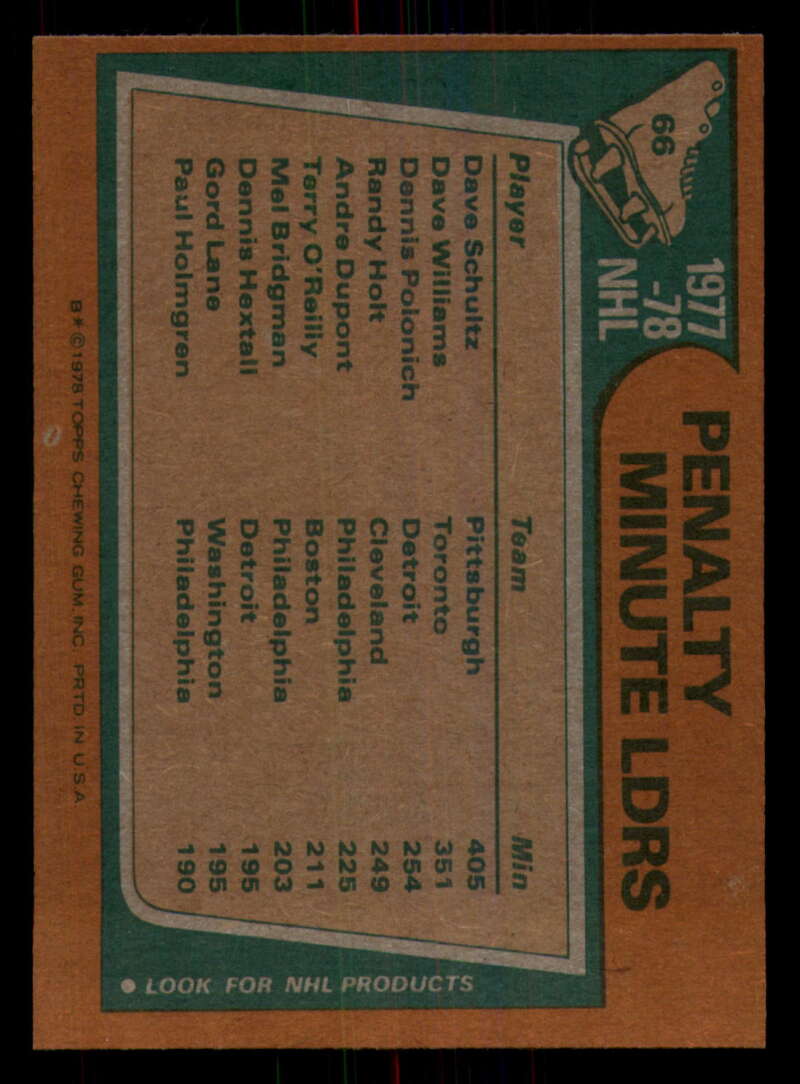 66
1977
-78
NHL
PENALTY
MINUTE LDRS
Player Team Min
Dave Schultz Pittsburgh 405
Dave Williams Toronto 351
Dennis Polonich Detroit 254
Randy Holt Cleveland 249
Andre Dupont Philadelphia 225
Terry O'Reilly Boston 211
Mel Bridgman Philadelphia 203
Dennis Hextall Detroit 195
Gord Lane Washington 195
Paul Holmgren Philadelphia 190
● LOOK FOR NHL PRODUCTS
B* © 1978 TOPPS CHEWING GUM, INC. PRTD IN U.S.A